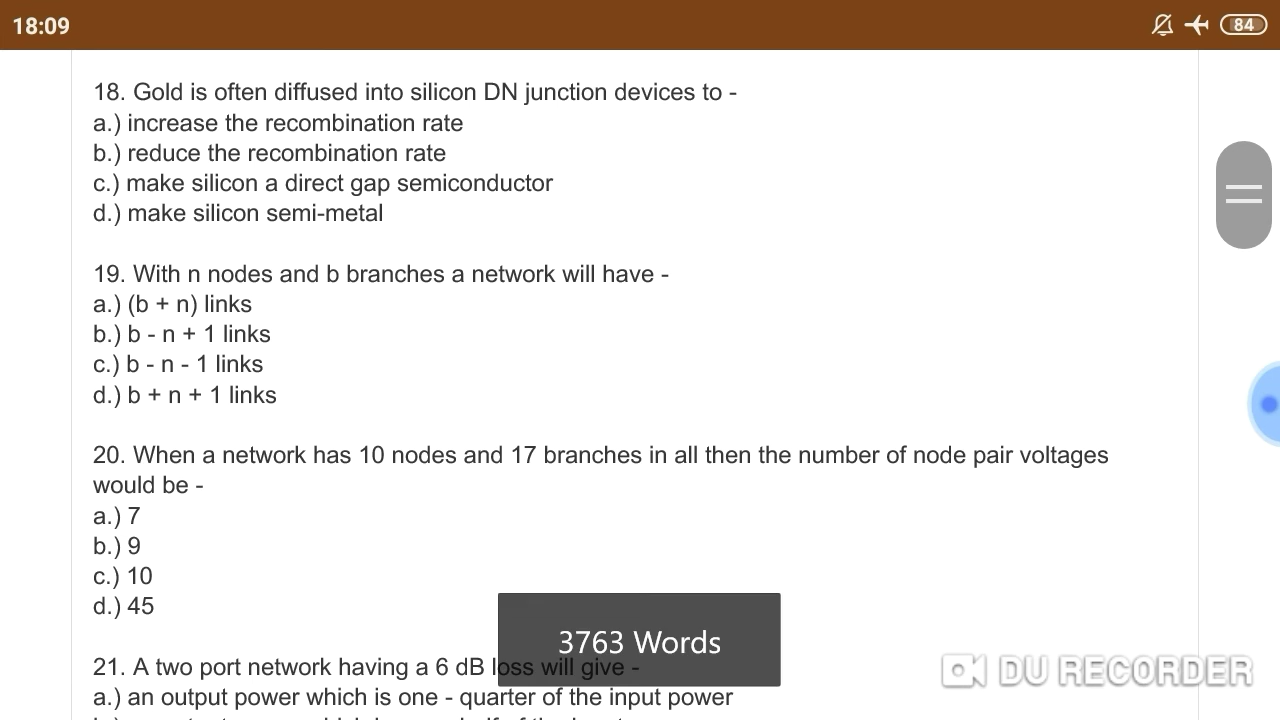 18:09
84
18. Gold is often diffused into silicon DN junction devices to -
a.) increase the recombination rate
b.) reduce the recombination rate
c.) make silicon a direct gap semiconductor
d.) make silicon semi-metal
19. With n nodes and b branches a network will have -
a.) (b + n) links
b.) b - n + 1 links
c.) b - n - 1 links
d.) b + n + 1 links
20. When a network has 10 nodes and 17 branches in all then the number of node pair voltages
would be -
a.) 7
b.) 9
c.) 10
d.) 45
3763 Words
21. A two port network having a 6 dB loss will give -
a.) an output power which is one - quarter of the input power
DU RECORDER